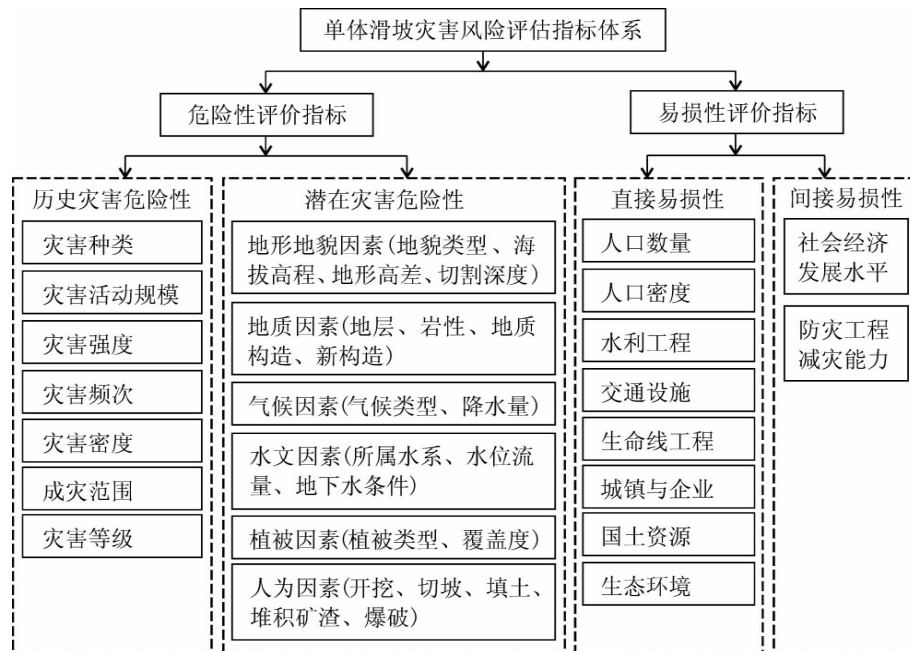 单体滑坡灾害风险评估指标体系
危险性评价指标
易损性评价指标
历史灾害危险性
灾害种类
灾害活动规模
灾害强度
灾害频次
灾害密度
成灾范围
灾害等级
潜在灾害危险性
地形地貌因素(地貌类型、海
拔高程、地形高差、切割深度)
地质因素(地层、岩性、地质
构造、新构造)
气候因素(气候类型、降水量)
水文因素(所属水系、水位流
量、地下水条件)
植被因素(植被类型、覆盖度)
人为因素(开挖、切坡、填土、
堆积矿渣、爆破)
直接易损性
人口数量
人口密度
水利工程
交通设施
生命线工程
城镇与企业
国土资源
生态环境
间接易损性
社会经济
发展水平
防灾工程
减灾能力